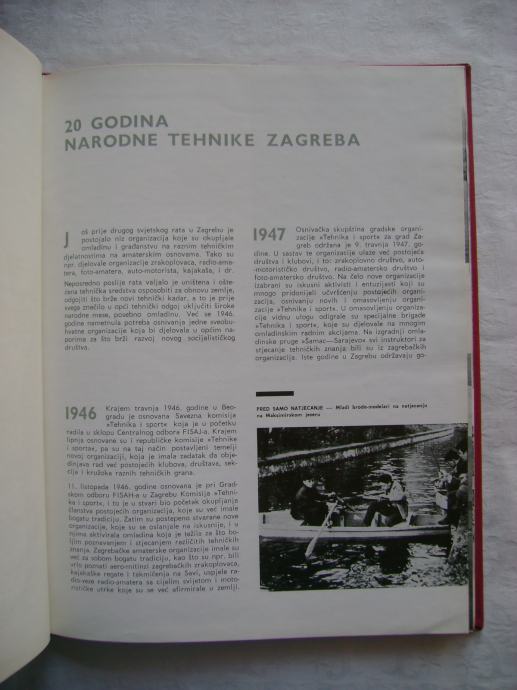 20 GODINA
NARODNE TEHNIKE ZAGREBA
Još prije drugog svjetskog rata u Zagrebu je
postojalo niz organizacija koje su okupljale
omladinu i građanstvo na raznim tehničkim
djelatnostima na amaterskim osnovama. Tako su
npr. djelovale organizacije zrakoplovaca, radio-ama-
tera, foto-amatera, auto-motorista, kajakaša, i dr.
Neposredno poslije rata valjalo je uništena i ošte-
ćena tehnička sredstva osposobiti za obnovu zemlje,
odgojiti što brže novi tehnički kadar, a to je prije
svega značilo u opći tehnički odgoj uključiti široke
narodne mase, posebno omladinu. Već se 1946.
godine nametnula potreba osnivanja jedne sveobu-
hvatne organizacije koja bi djelovala u općim na-
porima za što brži razvoj novog socijalističkog
društva.
1946 Krajem travnja 1946. godine u Beo-
gradu je osnovana Savezna komisija
»Tehnika i sport« koja je u početku
radila u sklopu Centralnog odbora FISAJ-a. Krajem
lipnja osnovane su i republičke komisije »Tehnike
i sporta«, pa su na taj način postavljeni temelji
novoj organizaciji, koja je imala zadatak da obje-
dinjava rad već postojećih klubova, društava, sek-
cija i kružoka raznih tehničkih grana.
11. listopada 1946. godine osnovana je pri Grad-
skom odboru FISAH-a u Zagrebu Komisija »Tehni-
ka i sport«, i to je u stvari bio početak okupljanja
članstva postojećih organizacija, koje su već imale
bogatu tradiciju. Zatim su postepeno stvarane nove
organizacije, koje su se oslanjale na iskusnije, i u
njima aktivirala omladina koja je težila za što bo-
ljim poznavanjem i stjecanjem različitih tehničkih
znanja. Zagrebačke amaterske organizacije imale su
već za sobom bogatu tradiciju, kao što su npr. bili
vrlo poznati aero-mitinzi zagrebačkih zrakoplovaca,
kajakaške regate i takmičenja na Savi, uspjele ra-
dio-veze radio-amatera sa cijelim svijetom i moto-
rističke utrke koje su se već afirmirale u zemlji.
1947 Osnivačka skupština gradske organi-
zacije »Tehnika i sport« za grad Za-
greb održana je 9. travnja 1947. go-
dine. U sastav te organizacije ulaze već postojeća
društva i klubovi, i to: zrakoplovno društvo, auto-
motorističko društvo, radio-amatersko društvo i
foto-amatersko društvo. Na čelo nove organizacije
izabrani su iskusni aktivisti i entuzijasti koji su
mnogo pridonijeli učvršćenju postojećih organi-
zacija, osnivanju novih i omasovljenju organi-
zacije »Tehnika i sport«. U omasovljenju organi-
zacije vidnu ulogu odigrale su specijalne brigade
»Tehnika i sport«, koje su djelovale na mnogim
omladinskim radnim akcijama. Na izgradnji omla-
dinske pruge »Šamac—Sarajevo« svi instruktori za
stjecanje tehničkih znanja bili su iz zagrebačkih
organizacija. Iste godine u Zagrebu održavaju go-
PRED SAMO NATJECANJE — Mladi brodo-modelari na natjecanju
na Maksimirskom jezeru